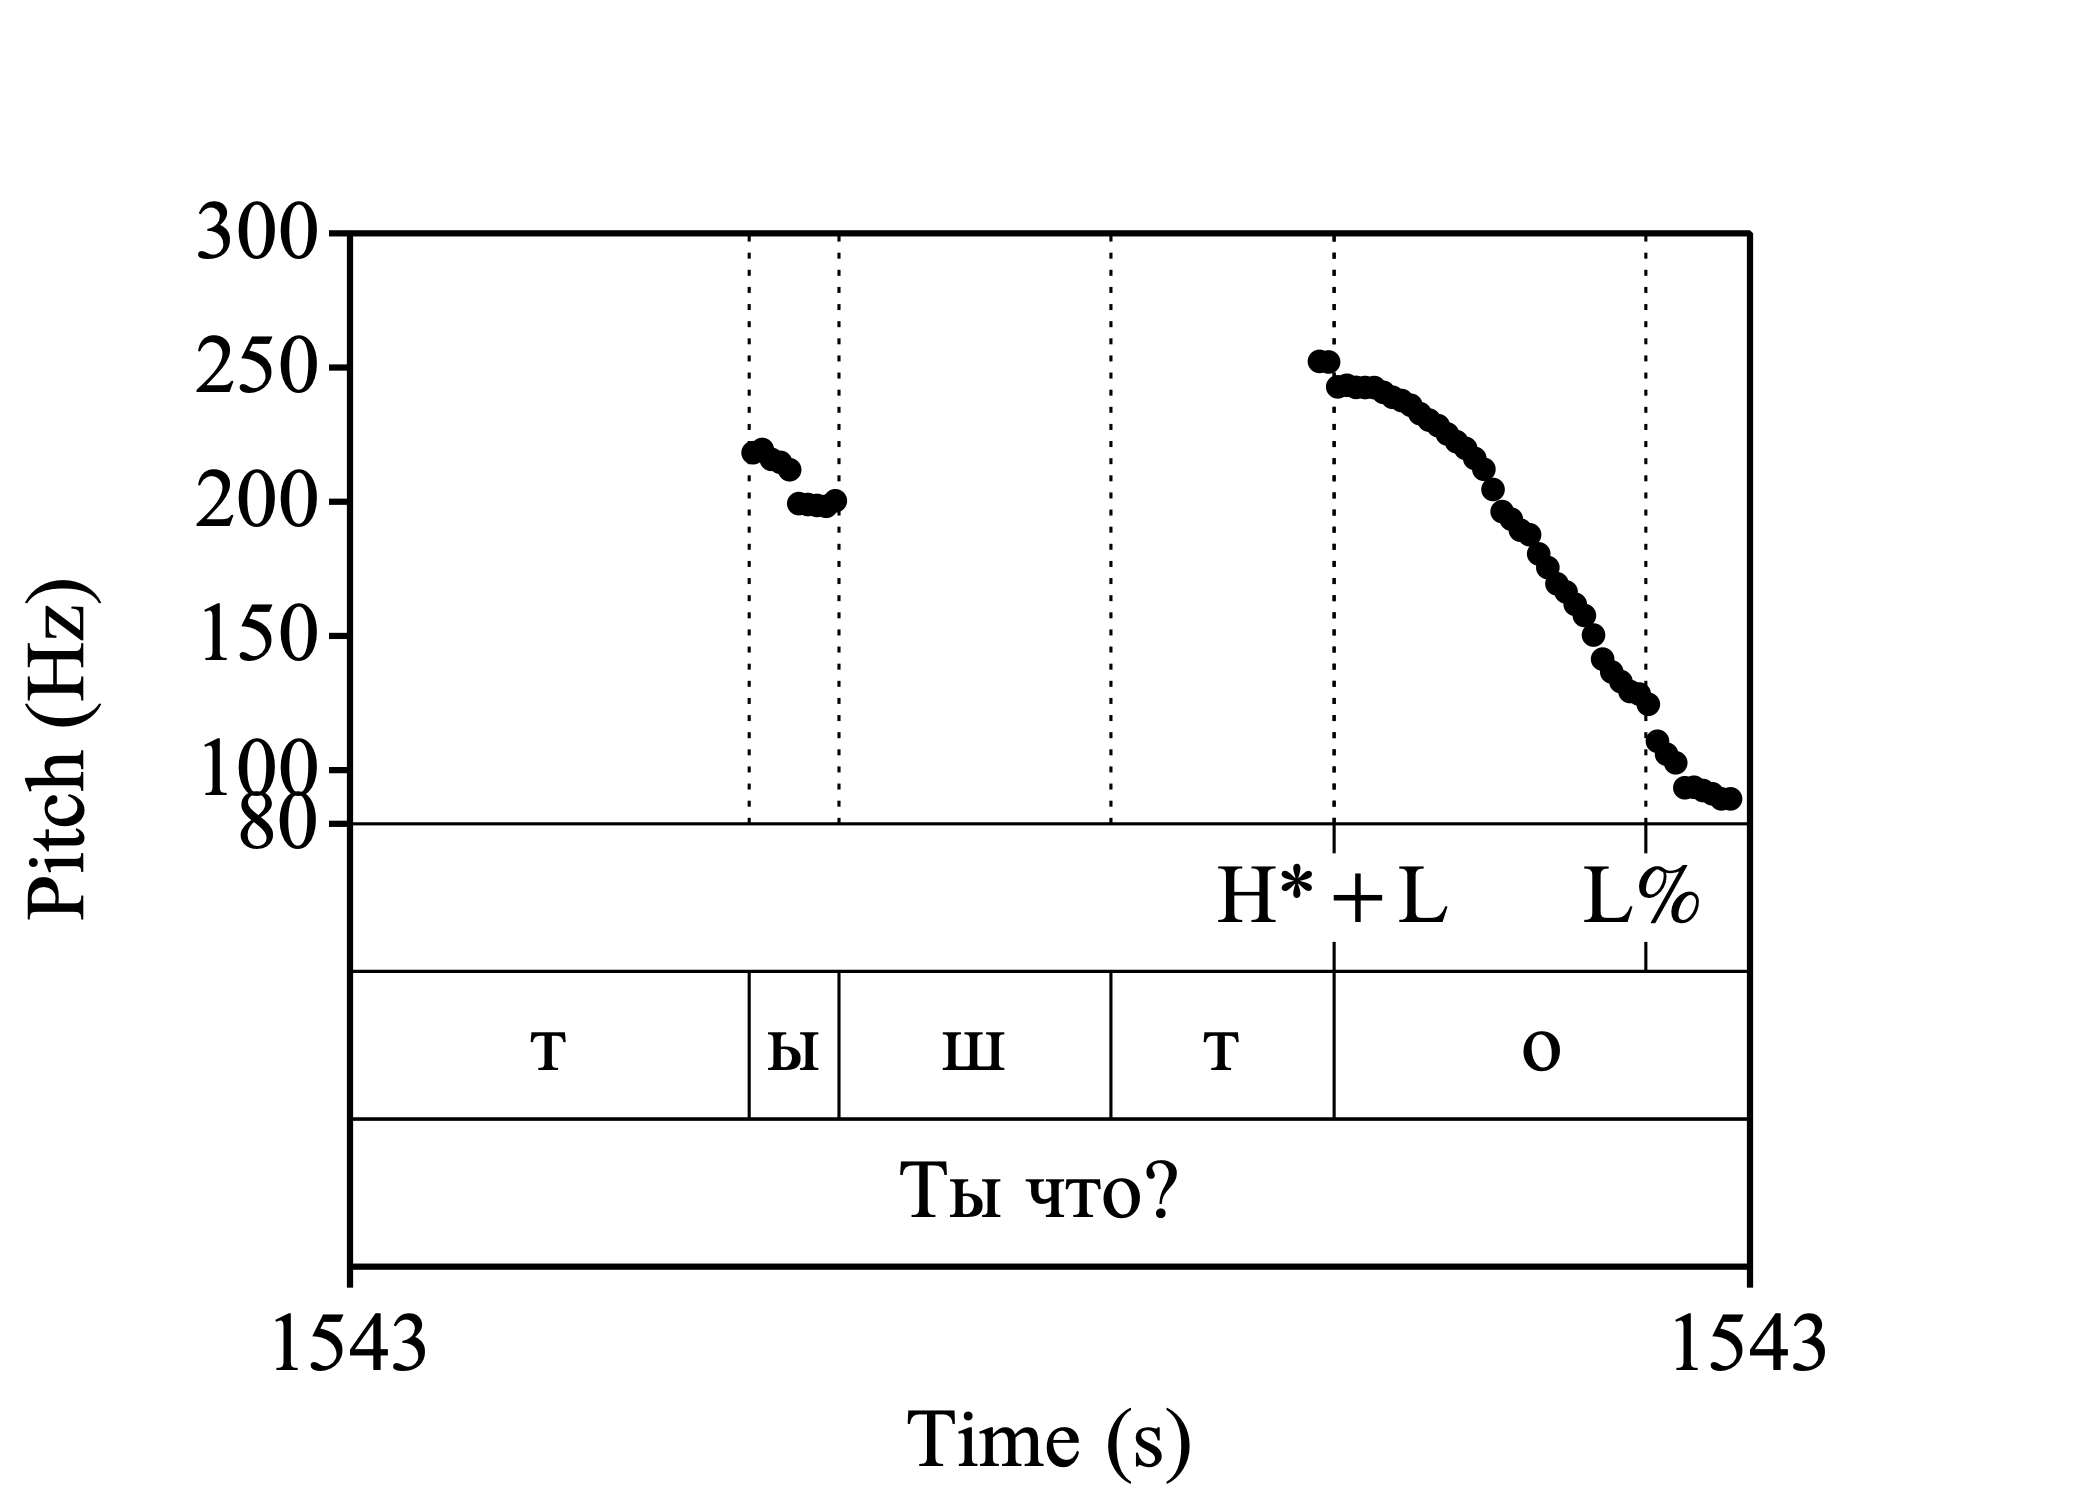 300
250
200
150
100
80
Pitch (Hz)
H*+L L%
т ы ш т о
Ты что?
1543 1543
Time (s)